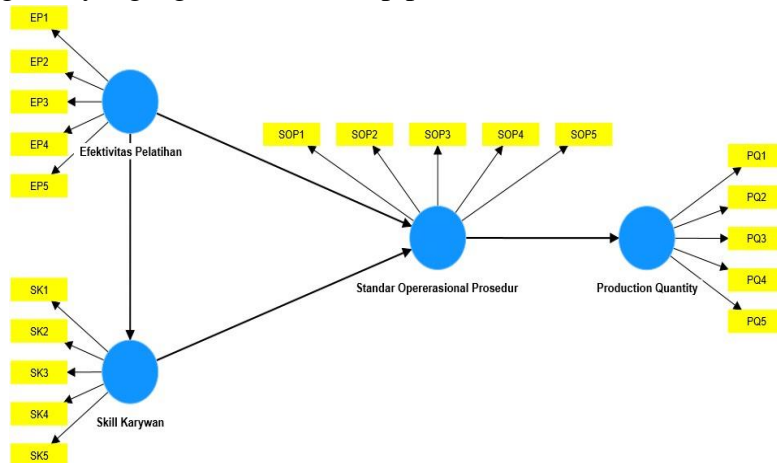 EP1
EP2
EP3
EP4
EP5
Efektivitas Pelatihan
SOP1
SOP2
SOP3
SOP4
SOP5
Standar Opererasional Prosedur
PQ1
PQ2
PQ3
PQ4
PQ5
Production Quantity
SK1
SK2
SK3
SK4
SK5
Skill Karywan